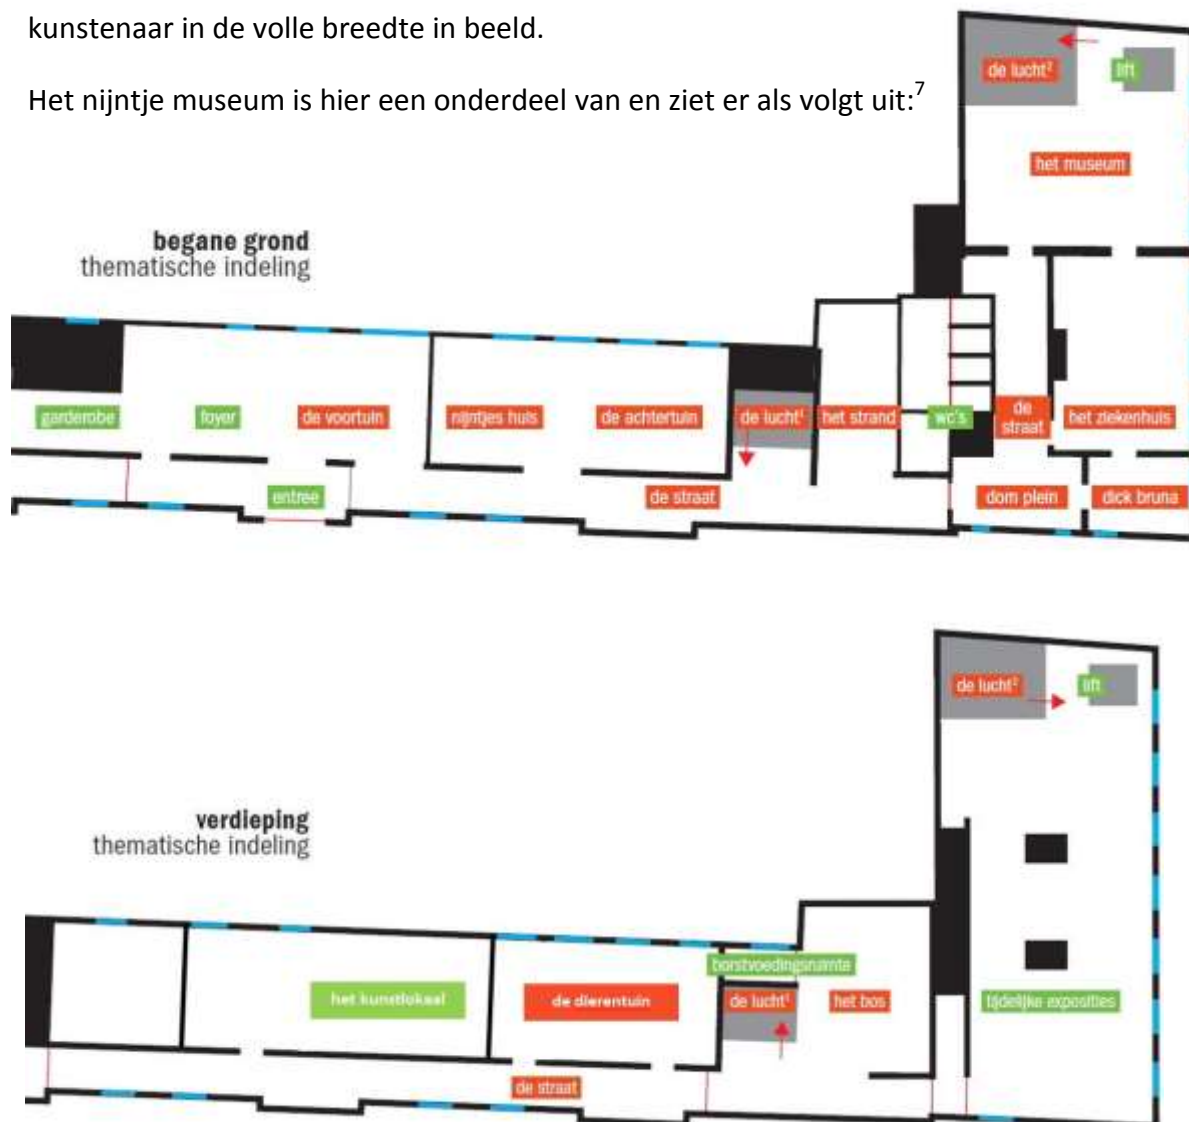 kunstenaar in de volle breedte in beeld.
Het nijntje museum is hier een onderdeel van en ziet er als volgt uit:⁷
de lucht²
lift
het museum
begane grond
thematische indeling
garderobe
foyer
de voortuin
nijntjes huis
de achtertuin
de lucht¹
het strand
wc's
de
straat
het ziekenhuis
entree
de straat
dom plein
dick bruna
de lucht²
lift
verdieping
thematische indeling
borstvoedingsruimte
het kunstlokaal
de dierentuin
de lucht¹
het bos
tijdelijke exposities
de straat